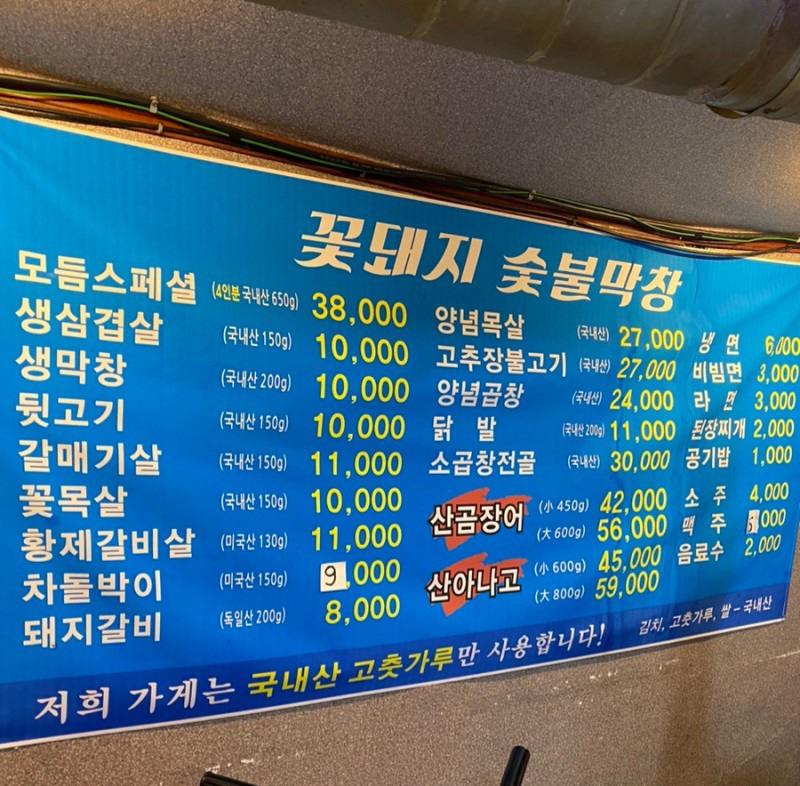 꽃돼지 숯불막창
모듬스페셜 (4인분 국내산 650g) 38,000
생삼겹살 (국내산 150g) 10,000
생막창 (국내산 200g) 10,000
뒷고기 (국내산 150g) 10,000
갈매기살 (국내산 150g) 11,000
꽃목살 (국내산 150g) 10,000
황제갈비살 (미국산 130g) 11,000
차돌박이 (미국산 150g) 9,000
돼지갈비 (독일산 200g) 8,000
양념목살 (국내산) 27,000
고추장불고기 (국내산) 27,000
양념곱창 (국내산) 24,000
닭 발 (국내산 200g) 11,000
소곱창전골 (국내산) 30,000
산곰장어 (小 450g) 42,000
(大 600g) 56,000
산아나고 (小 600g) 45,000
(大 800g) 59,000
냉 면 6,000
비빔면 3,000
라 면 3,000
된장찌개 2,000
공기밥 1,000
소 주 4,000
맥 주 ,000
음료수 2,000
저희 가게는 국내산 고춧가루만 사용합니다!
김치, 고춧가루, 쌀 - 국내산